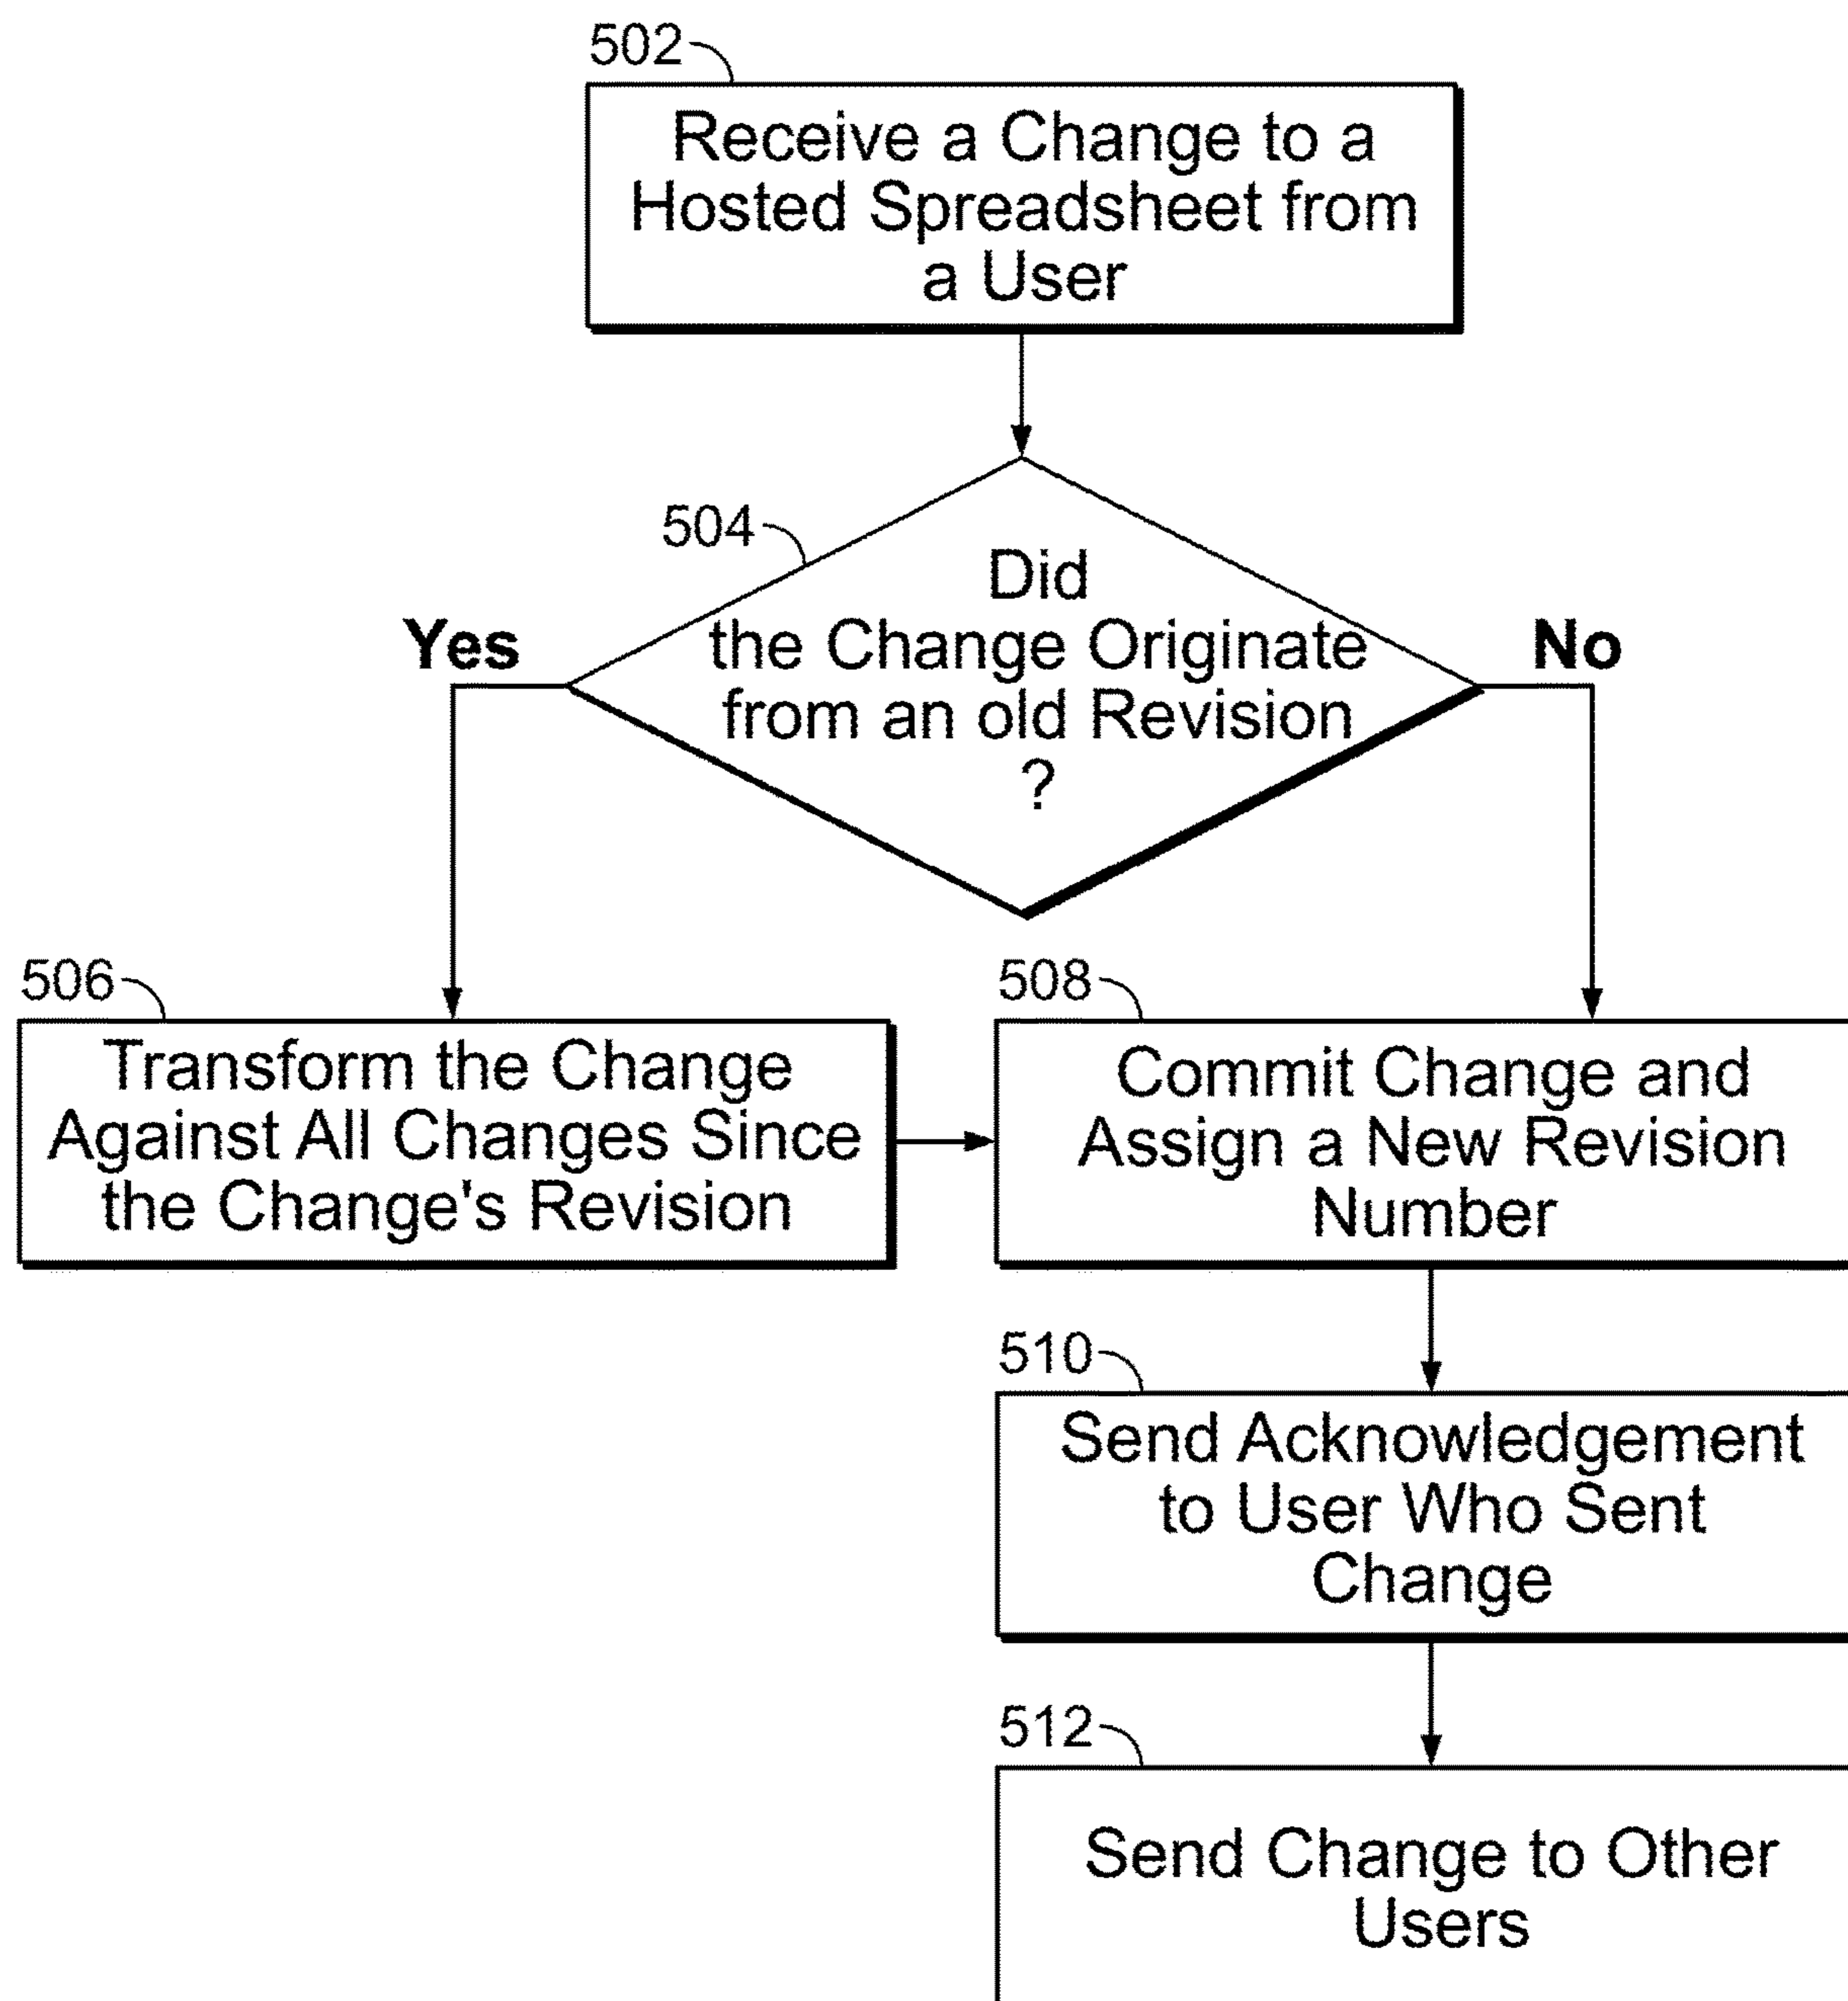 502
Receive a Change to a
Hosted Spreadsheet from
a User
504
Did
the Change Originate
from an old Revision
?
Yes
No
506
Transform the Change
Against All Changes Since
the Change's Revision
508
Commit Change and
Assign a New Revision
Number
510
Send Acknowledgement
to User Who Sent
Change
512
Send Change to Other
Users